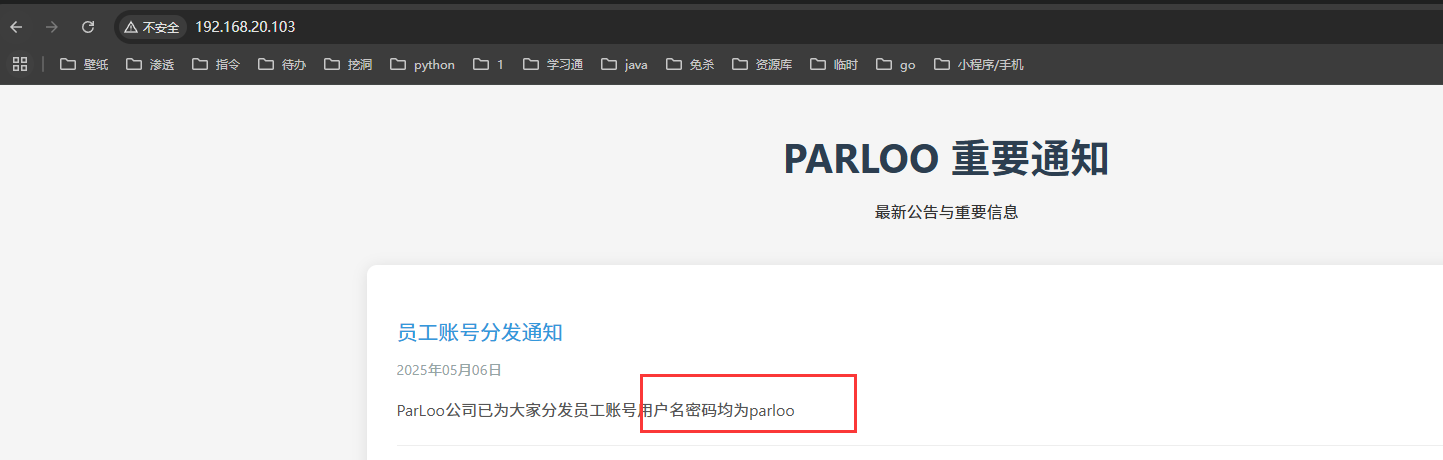 不安全 192.168.20.103
壁纸 渗透 指令 待办 挖洞 python 1 学习通 java 免杀 资源库 临时 go 小程序/手机
PARLOO 重要通知
最新公告与重要信息
员工账号分发通知
2025年05月06日
ParLoo公司已为大家分发员工账号用户名密码均为parloo